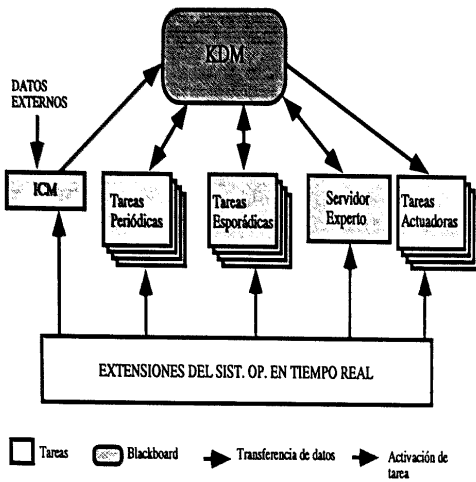 KDM
DATOS
EXTERNOS
ICM
Tareas
Periódicas
Tareas
Esporádicas
Servidor
Experto
Tareas
Actuadoras
EXTENSIONES DEL SIST. OP. EN TIEMPO REAL
Tareas
Blackboard
Transferencia de datos
Activación de
tarea